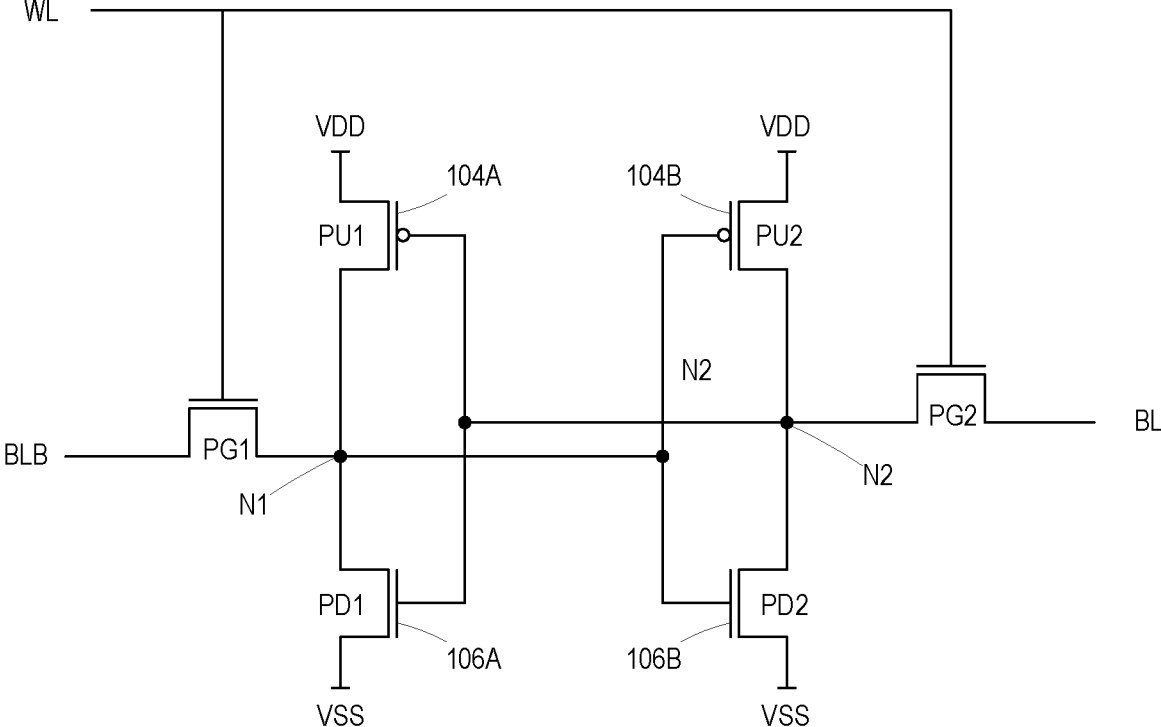 WL
VDD
VDD
104A
104B
PU1
PU2
N2
PG2
BL
BLB
PG1
N2
N1
PD1
PD2
106A
106B
VSS
VSS